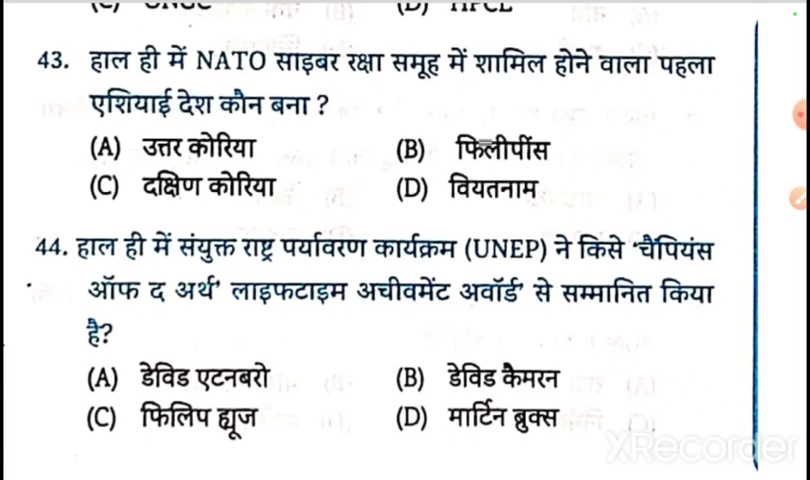 43. हाल ही में NATO साइबर रक्षा समूह में शामिल होने वाला पहला
एशियाई देश कौन बना ?
(A) उत्तर कोरिया (B) फिलीपींस
(C) दक्षिण कोरिया (D) वियतनाम
44. हाल ही में संयुक्त राष्ट्र पर्यावरण कार्यक्रम (UNEP) ने किसे 'चैपियंस
ऑफ द अर्थ' लाइफटाइम अचीवमेंट अवॉर्ड' से सम्मानित किया
है?
(A) डेविड एटनबरो (B) डेविड कैमरन
(C) फिलिप ह्यूज (D) मार्टिन ब्रुक्स
XRecorder